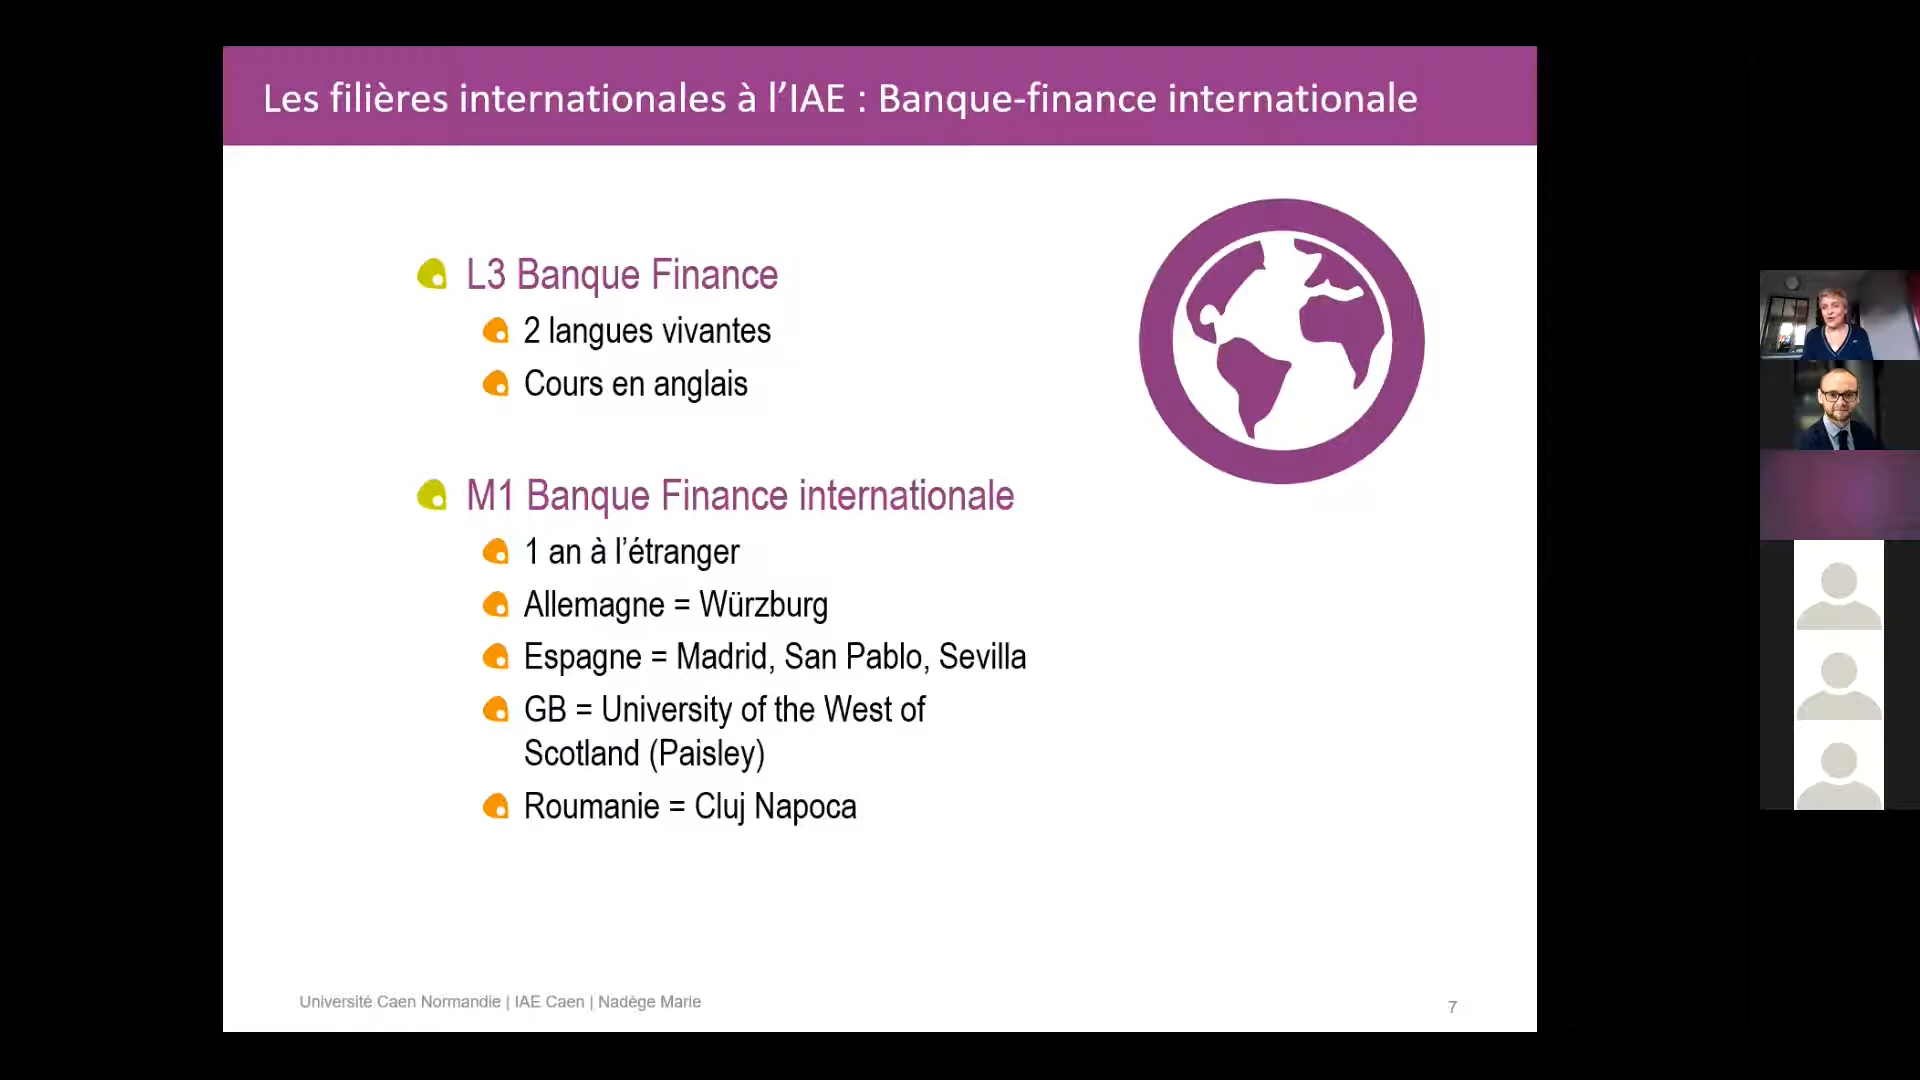 Les filières internationales à l’IAE : Banque-finance internationale
L3 Banque Finance
2 langues vivantes
Cours en anglais
M1 Banque Finance internationale
1 an à l’étranger
Allemagne = Würzburg
Espagne = Madrid, San Pablo, Sevilla
GB = University of the West of
Scotland (Paisley)
Roumanie = Cluj Napoca
Université Caen Normandie | IAE Caen | Nadège Marie
7